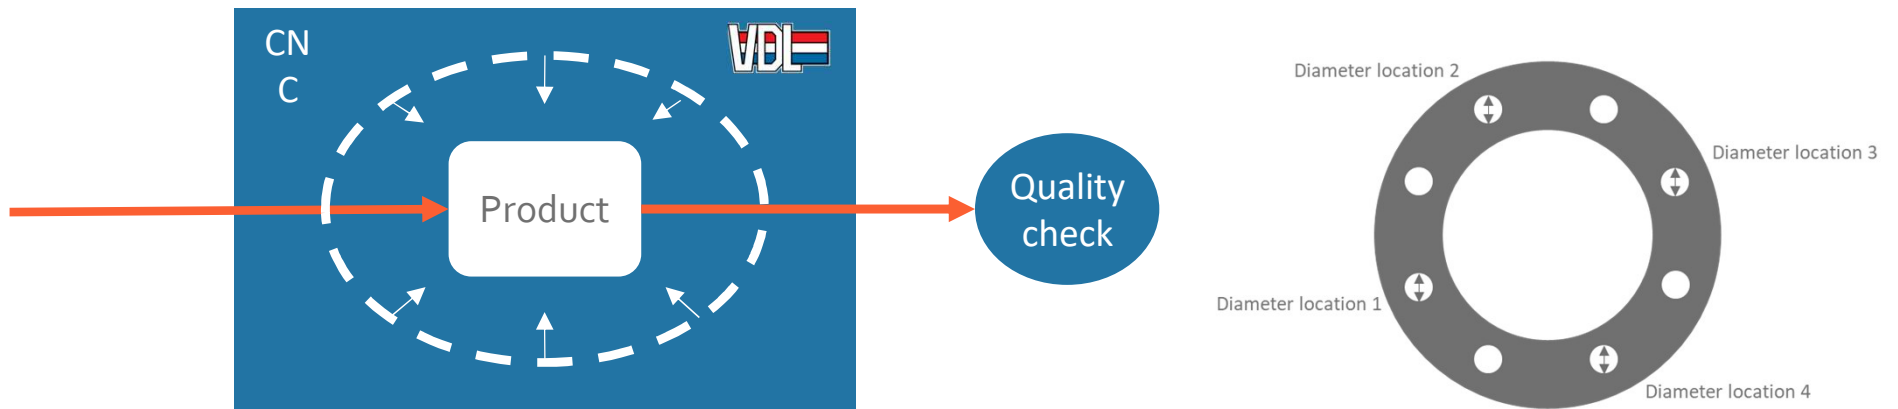 CN
C
VDL
Product
Quality
check
Diameter location 2
Diameter location 3
Diameter location 1
Diameter location 4